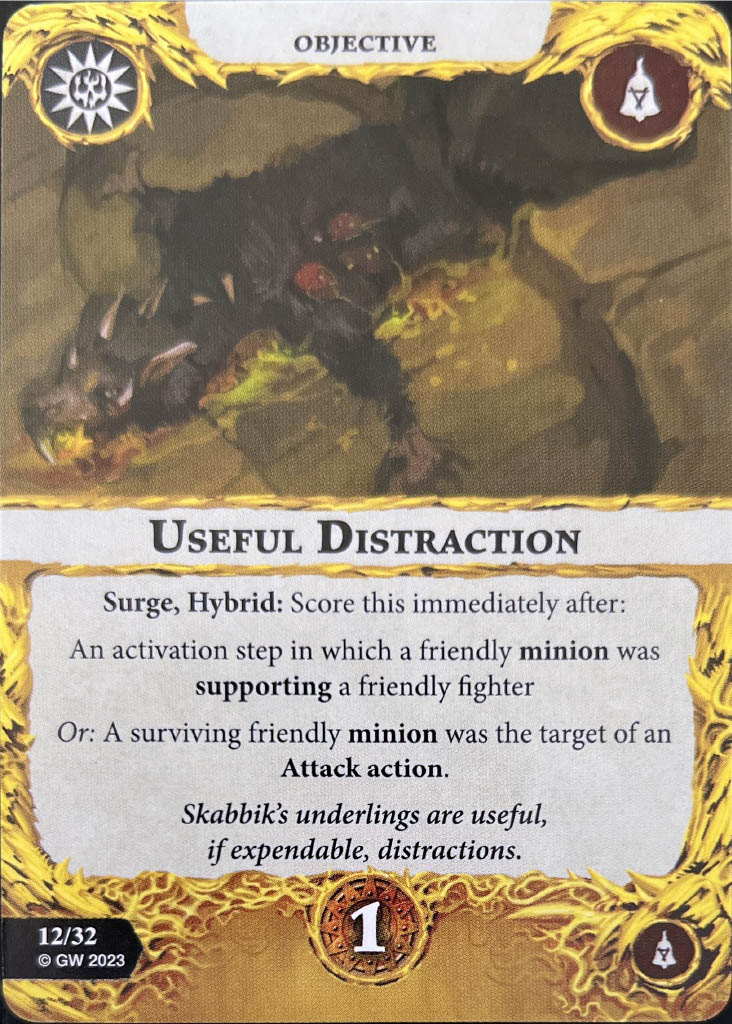 OBJECTIVE
USEFUL DISTRACTION
Surge, Hybrid: Score this immediately after:
An activation step in which a friendly minion was
supporting a friendly fighter
Or: A surviving friendly minion was the target of an
Attack action.
Skabbik's underlings are useful,
if expendable, distractions.
1
12/32
© GW 2023